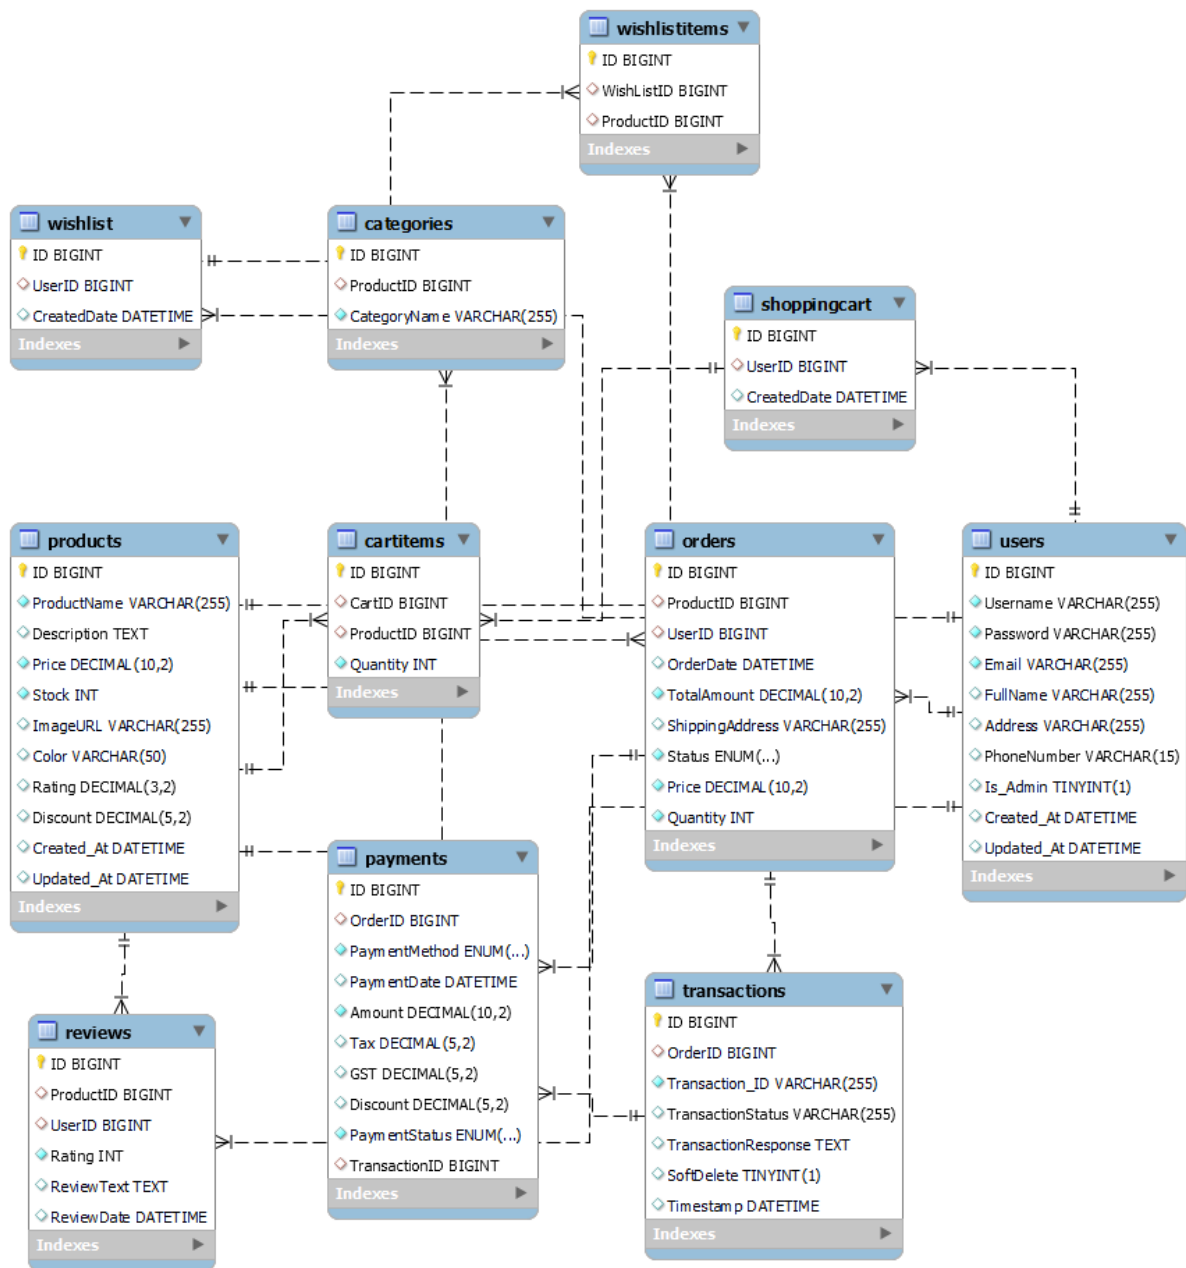 wishlistitems
ID BIGINT
WishListID BIGINT
ProductID BIGINT
Indexes
wishlist
ID BIGINT
UserID BIGINT
CreatedDate DATETIME
Indexes
categories
ID BIGINT
ProductID BIGINT
CategoryName VARCHAR(255)
Indexes
shoppingcart
ID BIGINT
UserID BIGINT
CreatedDate DATETIME
Indexes
products
ID BIGINT
ProductName VARCHAR(255)
Description TEXT
Price DECIMAL(10,2)
Stock INT
ImageURL VARCHAR(255)
Color VARCHAR(50)
Rating DECIMAL(3,2)
Discount DECIMAL(5,2)
Created_At DATETIME
Updated_At DATETIME
Indexes
cartitems
ID BIGINT
CartID BIGINT
ProductID BIGINT
Quantity INT
Indexes
orders
ID BIGINT
ProductID BIGINT
UserID BIGINT
OrderDate DATETIME
TotalAmount DECIMAL(10,2)
ShippingAddress VARCHAR(255)
Status ENUM(...)
Price DECIMAL(10,2)
Quantity INT
Indexes
users
ID BIGINT
Username VARCHAR(255)
Password VARCHAR(255)
Email VARCHAR(255)
FullName VARCHAR(255)
Address VARCHAR(255)
PhoneNumber VARCHAR(15)
Is_Admin TINYINT(1)
Created_At DATETIME
Updated_At DATETIME
Indexes
payments
ID BIGINT
OrderID BIGINT
PaymentMethod ENUM(...)
PaymentDate DATETIME
Amount DECIMAL(10,2)
Tax DECIMAL(5,2)
GST DECIMAL(5,2)
Discount DECIMAL(5,2)
PaymentStatus ENUM(...)
TransactionID BIGINT
Indexes
reviews
ID BIGINT
ProductID BIGINT
UserID BIGINT
Rating INT
ReviewText TEXT
ReviewDate DATETIME
Indexes
transactions
ID BIGINT
OrderID BIGINT
Transaction_ID VARCHAR(255)
TransactionStatus VARCHAR(255)
TransactionResponse TEXT
SoftDelete TINYINT(1)
Timestamp DATETIME
Indexes